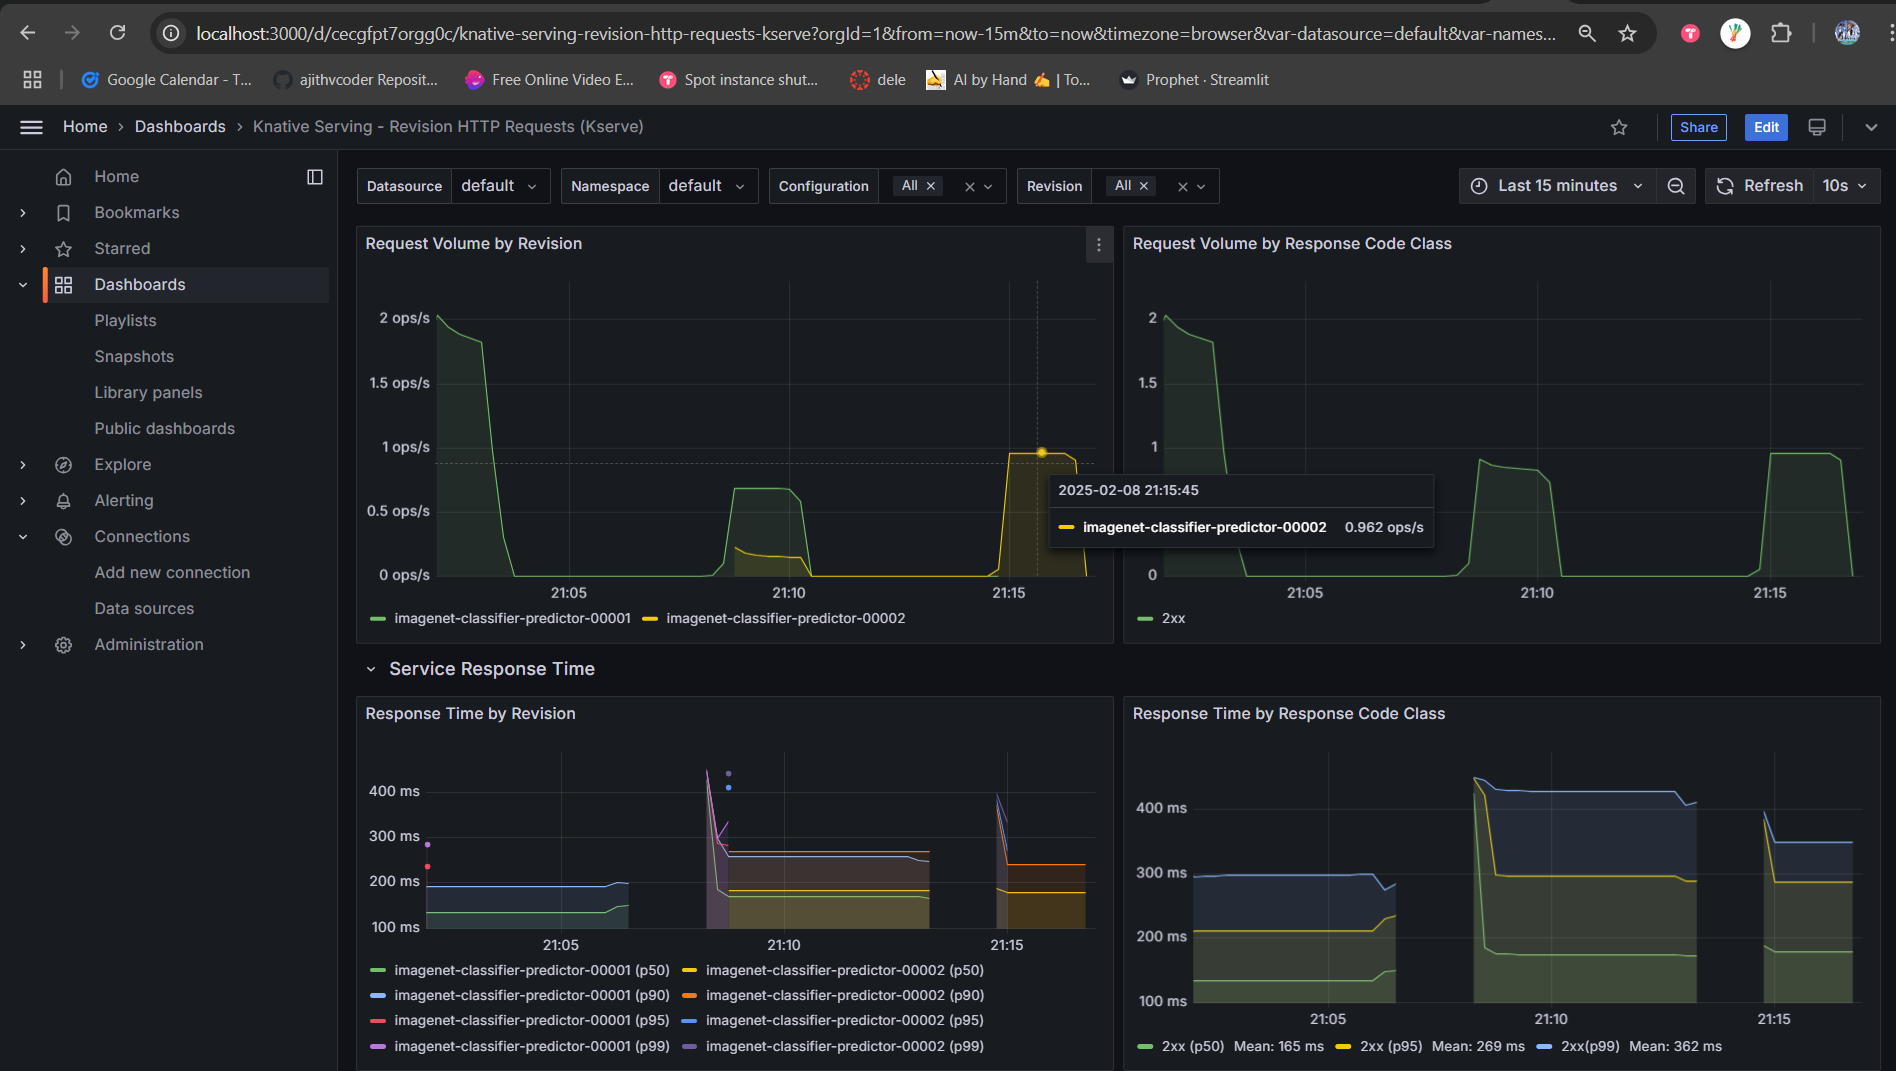 localhost:3000/d/cecgfpt7orgg0c/knative-serving-revision-http-requests-kserve?orgId=1&from=now-15m&to=now&timezone=browser&var-datasource=default&var-names...
Google Calendar - T... ajithvcoder Reposit... Free Online Video E... Spot instance shut... dele AI by Hand ✍ | To... Prophet · Streamlit
Home › Dashboards › Knative Serving - Revision HTTP Requests (Kserve) Share Edit
Home
Bookmarks
Starred
Dashboards
Playlists
Snapshots
Library panels
Public dashboards
Explore
Alerting
Connections
Add new connection
Data sources
Administration
Datasource default Namespace default Configuration All Revision All Last 15 minutes Refresh 10s
Request Volume by Revision
2 ops/s
1.5 ops/s
1 ops/s
0.5 ops/s
0 ops/s
21:05 21:10 21:15
imagenet-classifier-predictor-00001 imagenet-classifier-predictor-00002
2025-02-08 21:15:45
imagenet-classifier-predictor-00002 0.962 ops/s
Request Volume by Response Code Class
2
1.5
1
0
21:05 21:10 21:15
2xx
Service Response Time
Response Time by Revision
400 ms
300 ms
200 ms
100 ms
21:05 21:10 21:15
imagenet-classifier-predictor-00001 (p50) imagenet-classifier-predictor-00002 (p50)
imagenet-classifier-predictor-00001 (p90) imagenet-classifier-predictor-00002 (p90)
imagenet-classifier-predictor-00001 (p95) imagenet-classifier-predictor-00002 (p95)
imagenet-classifier-predictor-00001 (p99) imagenet-classifier-predictor-00002 (p99)
Response Time by Response Code Class
400 ms
300 ms
200 ms
100 ms
21:05 21:10 21:15
2xx (p50) Mean: 165 ms 2xx (p95) Mean: 269 ms 2xx(p99) Mean: 362 ms